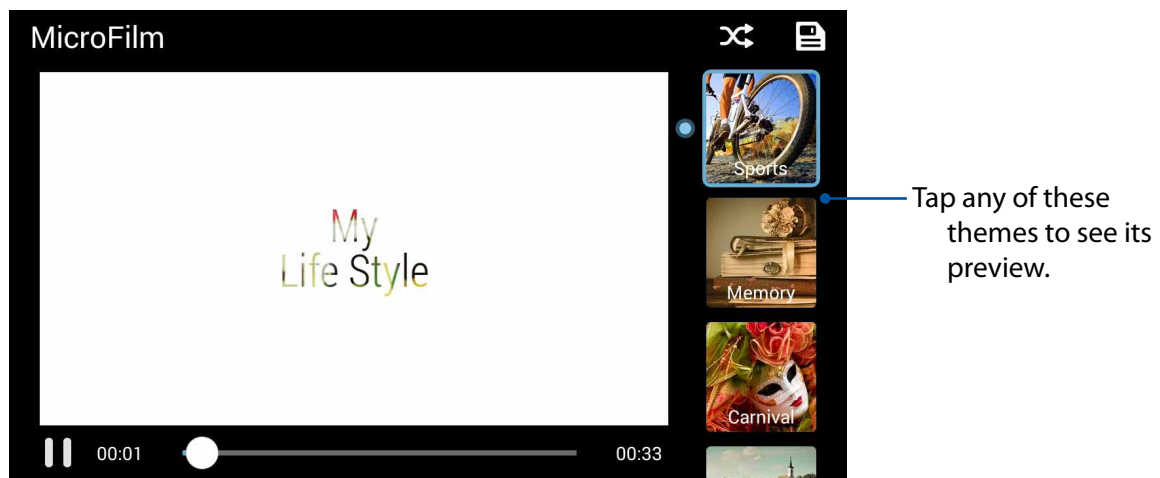 MicroFilm
My
Life Style
Sports
Memory
Carnival
00:01
00:33
Tap any of these
themes to see its
preview.